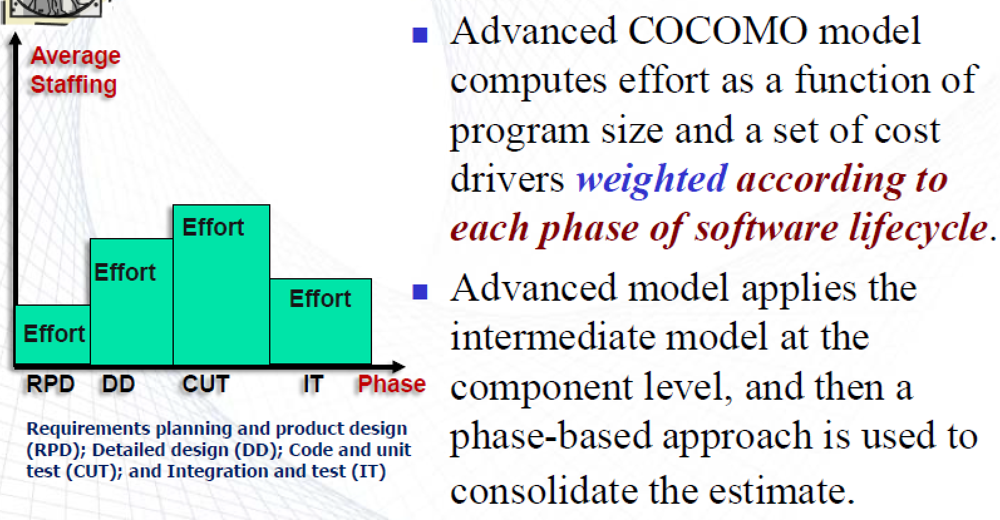 Average
Staffing
Effort
Effort
Effort
Effort
RPD DD CUT IT Phase
Requirements planning and product design
(RPD); Detailed design (DD); Code and unit
test (CUT); and Integration and test (IT)
Advanced COCOMO model
computes effort as a function of
program size and a set of cost
drivers weighted according to
each phase of software lifecycle.
Advanced model applies the
intermediate model at the
component level, and then a
phase-based approach is used to
consolidate the estimate.